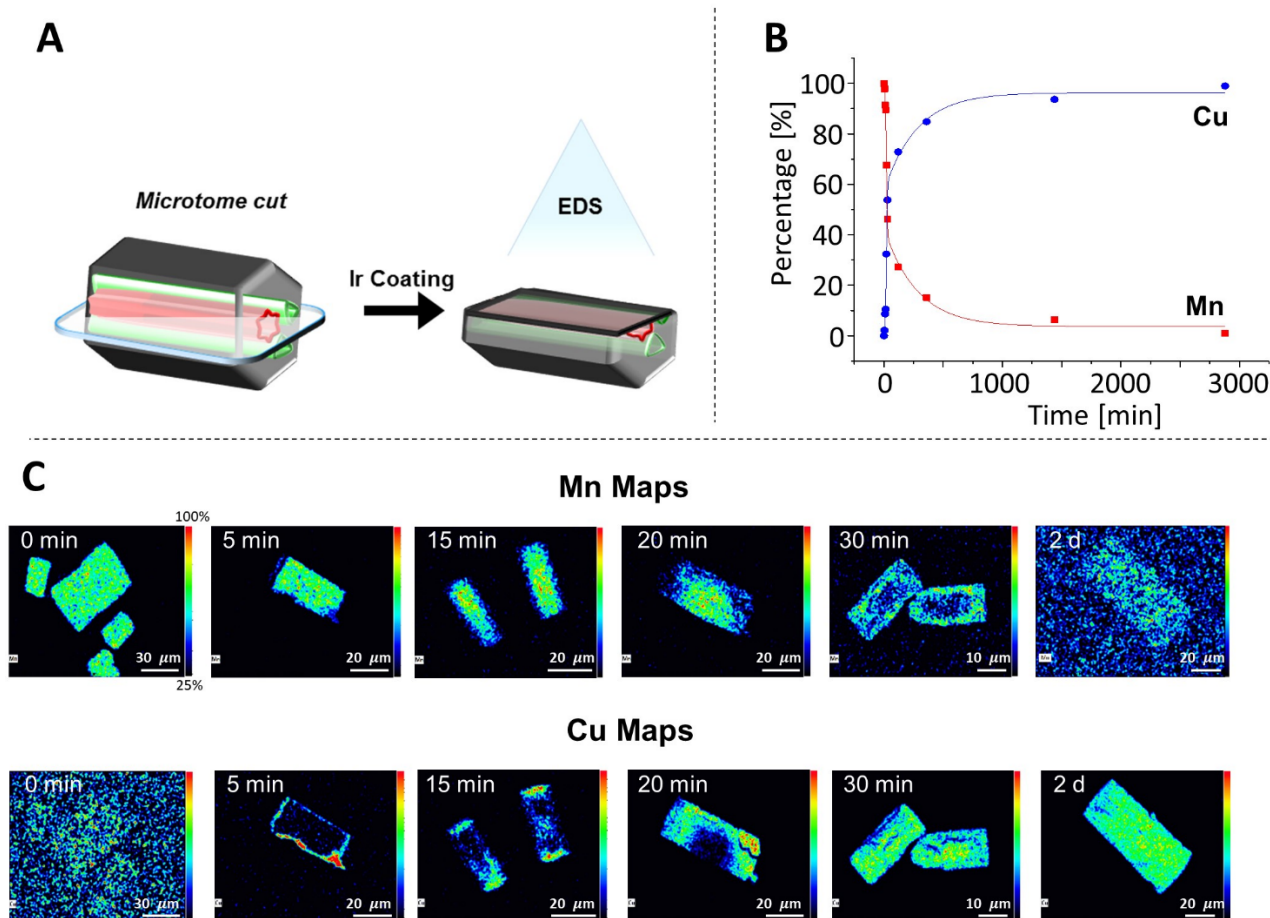 A
Microtome cut
Ir Coating
EDS
B
Percentage [%]
100
80
60
40
20
0
Cu
Mn
0 1000 2000 3000
Time [min]
C
Mn Maps
0 min
100%
25%
30 μm
5 min
20 μm
15 min
20 μm
20 min
20 μm
30 min
10 μm
2 d
20 μm
Cu Maps
0 min
30 μm
5 min
20 μm
15 min
20 μm
20 min
20 μm
30 min
10 μm
2 d
20 μm